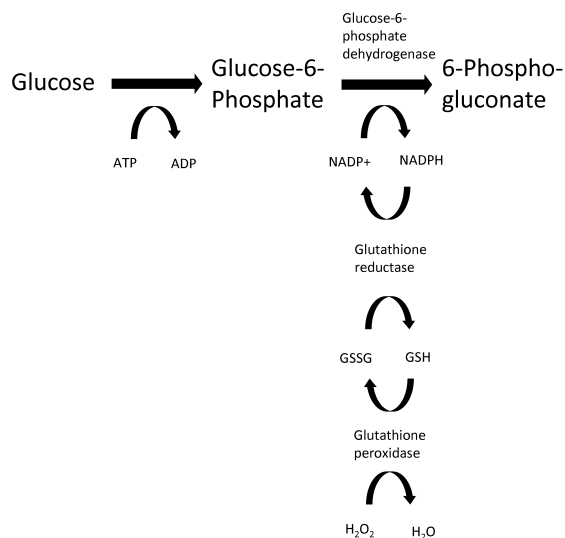 Glucose-6-
phosphate
dehydrogenase
Glucose
Glucose-6-
Phosphate
6-Phospho-
gluconate
ATP
ADP
NADP+
NADPH
Glutathione
reductase
GSSG
GSH
Glutathione
peroxidase
H₂O₂
H₂O